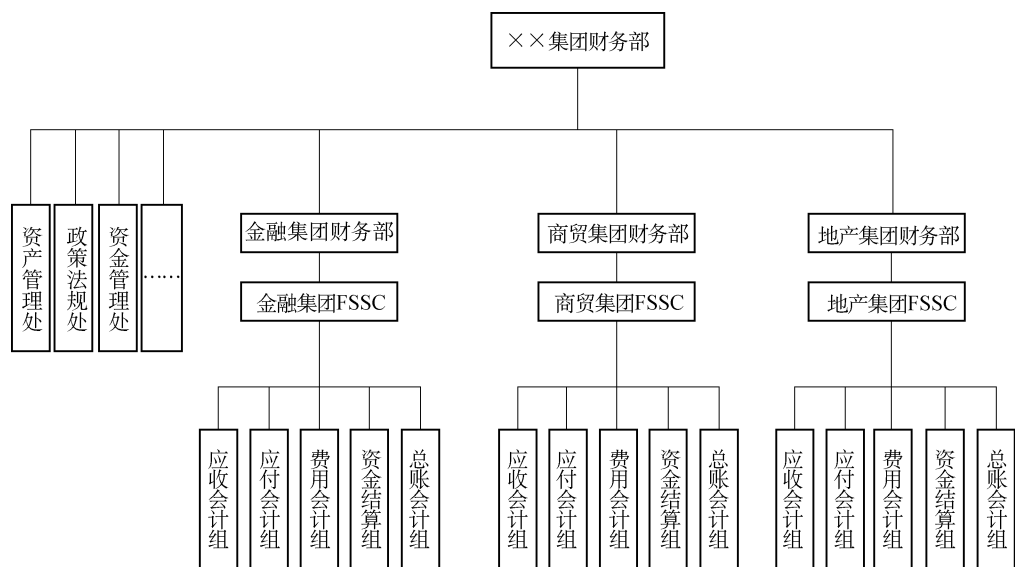 ××集团财务部
资产管理处
政策法规处
资金管理处
……
金融集团财务部
商贸集团财务部
地产集团财务部
金融集团FSSC
商贸集团FSSC
地产集团FSSC
应收会计组
应付会计组
费用会计组
资金结算组
总账会计组
应收会计组
应付会计组
费用会计组
资金结算组
总账会计组
应收会计组
应付会计组
费用会计组
资金结算组
总账会计组